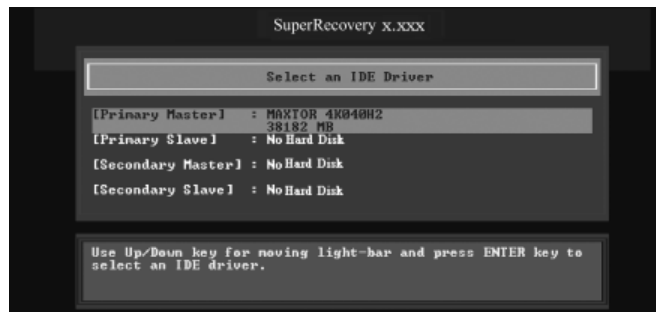 SuperRecovery x.xxx
Select an IDE Driver
[Primary Master] : MAXTOR 4K040H2
38182 MB
[Primary Slave] : No Hard Disk
[Secondary Master] : No Hard Disk
[Secondary Slave] : No Hard Disk
Use Up/Down key for moving light-bar and press ENTER key to
select an IDE driver.